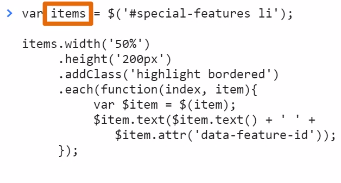 > var items = $('#special-features li');
items.width('50%')
.height('200px')
.addClass('highlight bordered')
.each(function(index, item){
var $item = $(item);
$item.text($item.text() + ' ' +
$item.attr('data-feature-id'));
});